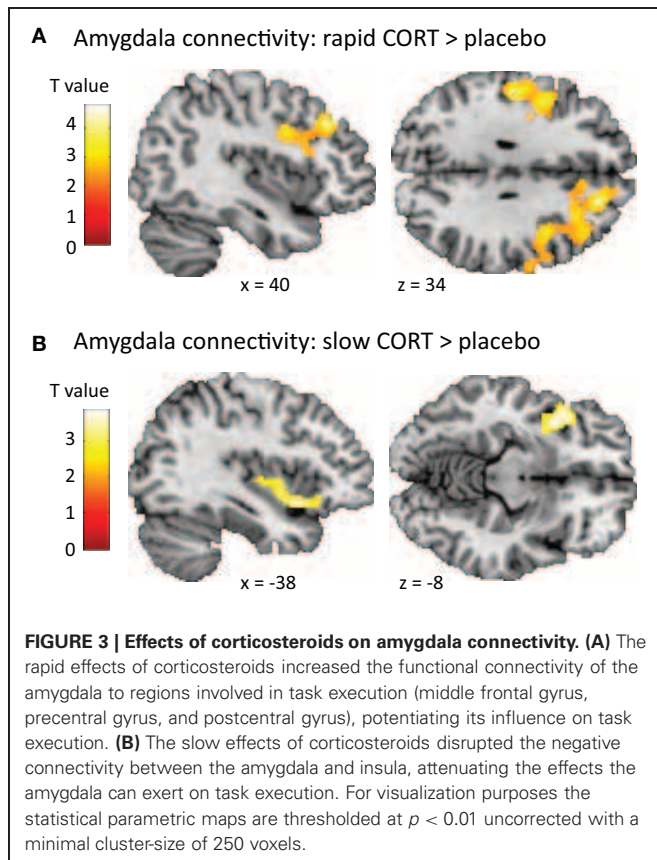 A Amygdala connectivity: rapid CORT > placebo
T value
4
3
2
1
0
x = 40
z = 34
B Amygdala connectivity: slow CORT > placebo
T value
3
2
1
0
x = -38
z = -8
FIGURE 3 | Effects of corticosteroids on amygdala connectivity. (A) The
rapid effects of corticosteroids increased the functional connectivity of the
amygdala to regions involved in task execution (middle frontal gyrus,
precentral gyrus, and postcentral gyrus), potentiating its influence on task
execution. (B) The slow effects of corticosteroids disrupted the negative
connectivity between the amygdala and insula, attenuating the effects the
amygdala can exert on task execution. For visualization purposes the
statistical parametric maps are thresholded at p < 0.01 uncorrected with a
minimal cluster-size of 250 voxels.